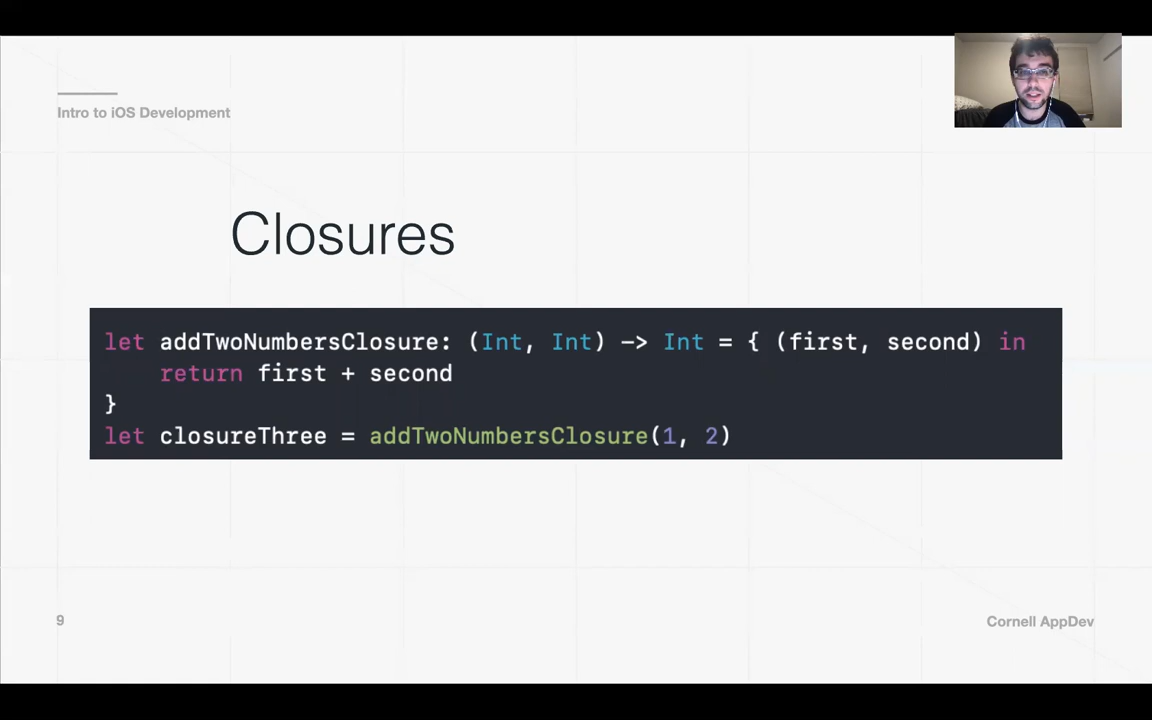 Intro to iOS Development
Closures
let addTwoNumbersClosure: (Int, Int) -> Int = { (first, second) in
    return first + second
}
let closureThree = addTwoNumbersClosure(1, 2)
9
Cornell AppDev